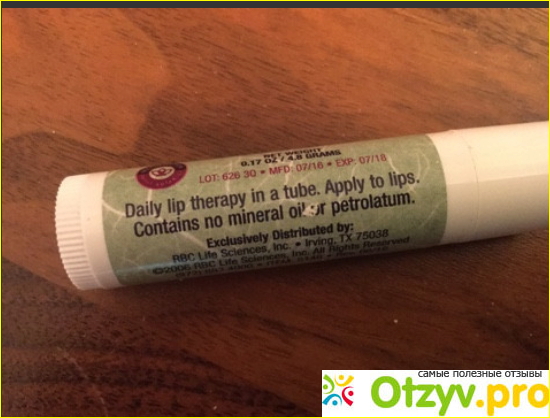 NET WEIGHT
0.17 OZ / 4.8 GRAMS
LOT: 626 30 • MFD: 07/16 • EXP: 07/18
Daily lip therapy in a tube. Apply to lips.
Contains no mineral oil or petrolatum.
Exclusively Distributed by:
RBC Life Sciences, Inc. • Irving, TX 75038
©2006 RBC Life Sciences, Inc. All Rights Reserved
самые полезные отзывы
Otzyv.pro